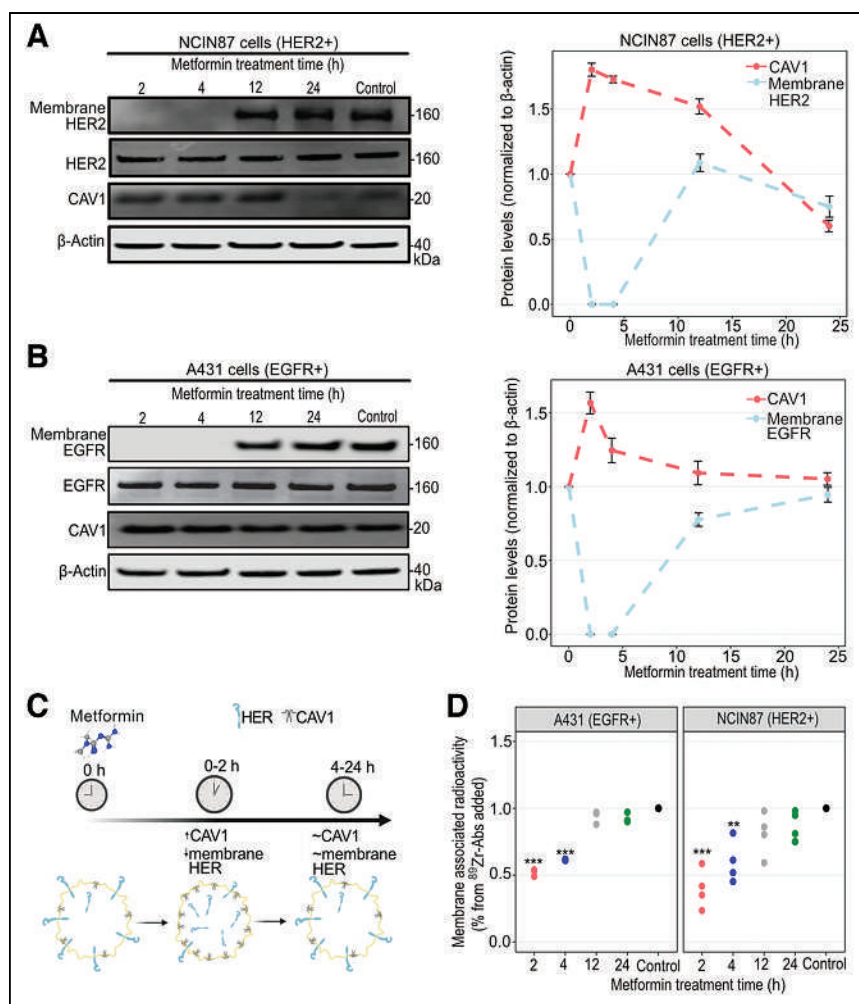 A
NCIN87 cells (HER2+)
Metformin treatment time (h)
2 4 12 24 Control
Membrane
HER2
-160
HER2
-160
CAV1
-20
β-Actin
-40
kDa
NCIN87 cells (HER2+)
CAV1
Membrane
HER2
Protein levels (normalized to β-actin)
1.5
1.0
0.5
0.0
0 5 10 15 20 25
Metformin treatment time (h)
B
A431 cells (EGFR+)
Metformin treatment time (h)
2 4 12 24 Control
Membrane
EGFR
-160
EGFR
-160
CAV1
-20
β-Actin
-40
kDa
A431 cells (EGFR+)
CAV1
Membrane
EGFR
Protein levels (normalized to β-actin)
1.5
1.0
0.5
0.0
0 5 10 15 20 25
Metformin treatment time (h)
C
Metformin
HER CAV1
0 h
0-2 h
4-24 h
↑CAV1
↓membrane
HER
~CAV1
~membrane
HER
D
A431 (EGFR+) NCIN87 (HER2+)
Membrane associated radioactivity
(% from ⁸⁹Zr-Abs added)
1.5
1.0
0.5
0.0
*** *** *** **
2 4 12 24 Control 2 4 12 24 Control
Metformin treatment time (h)